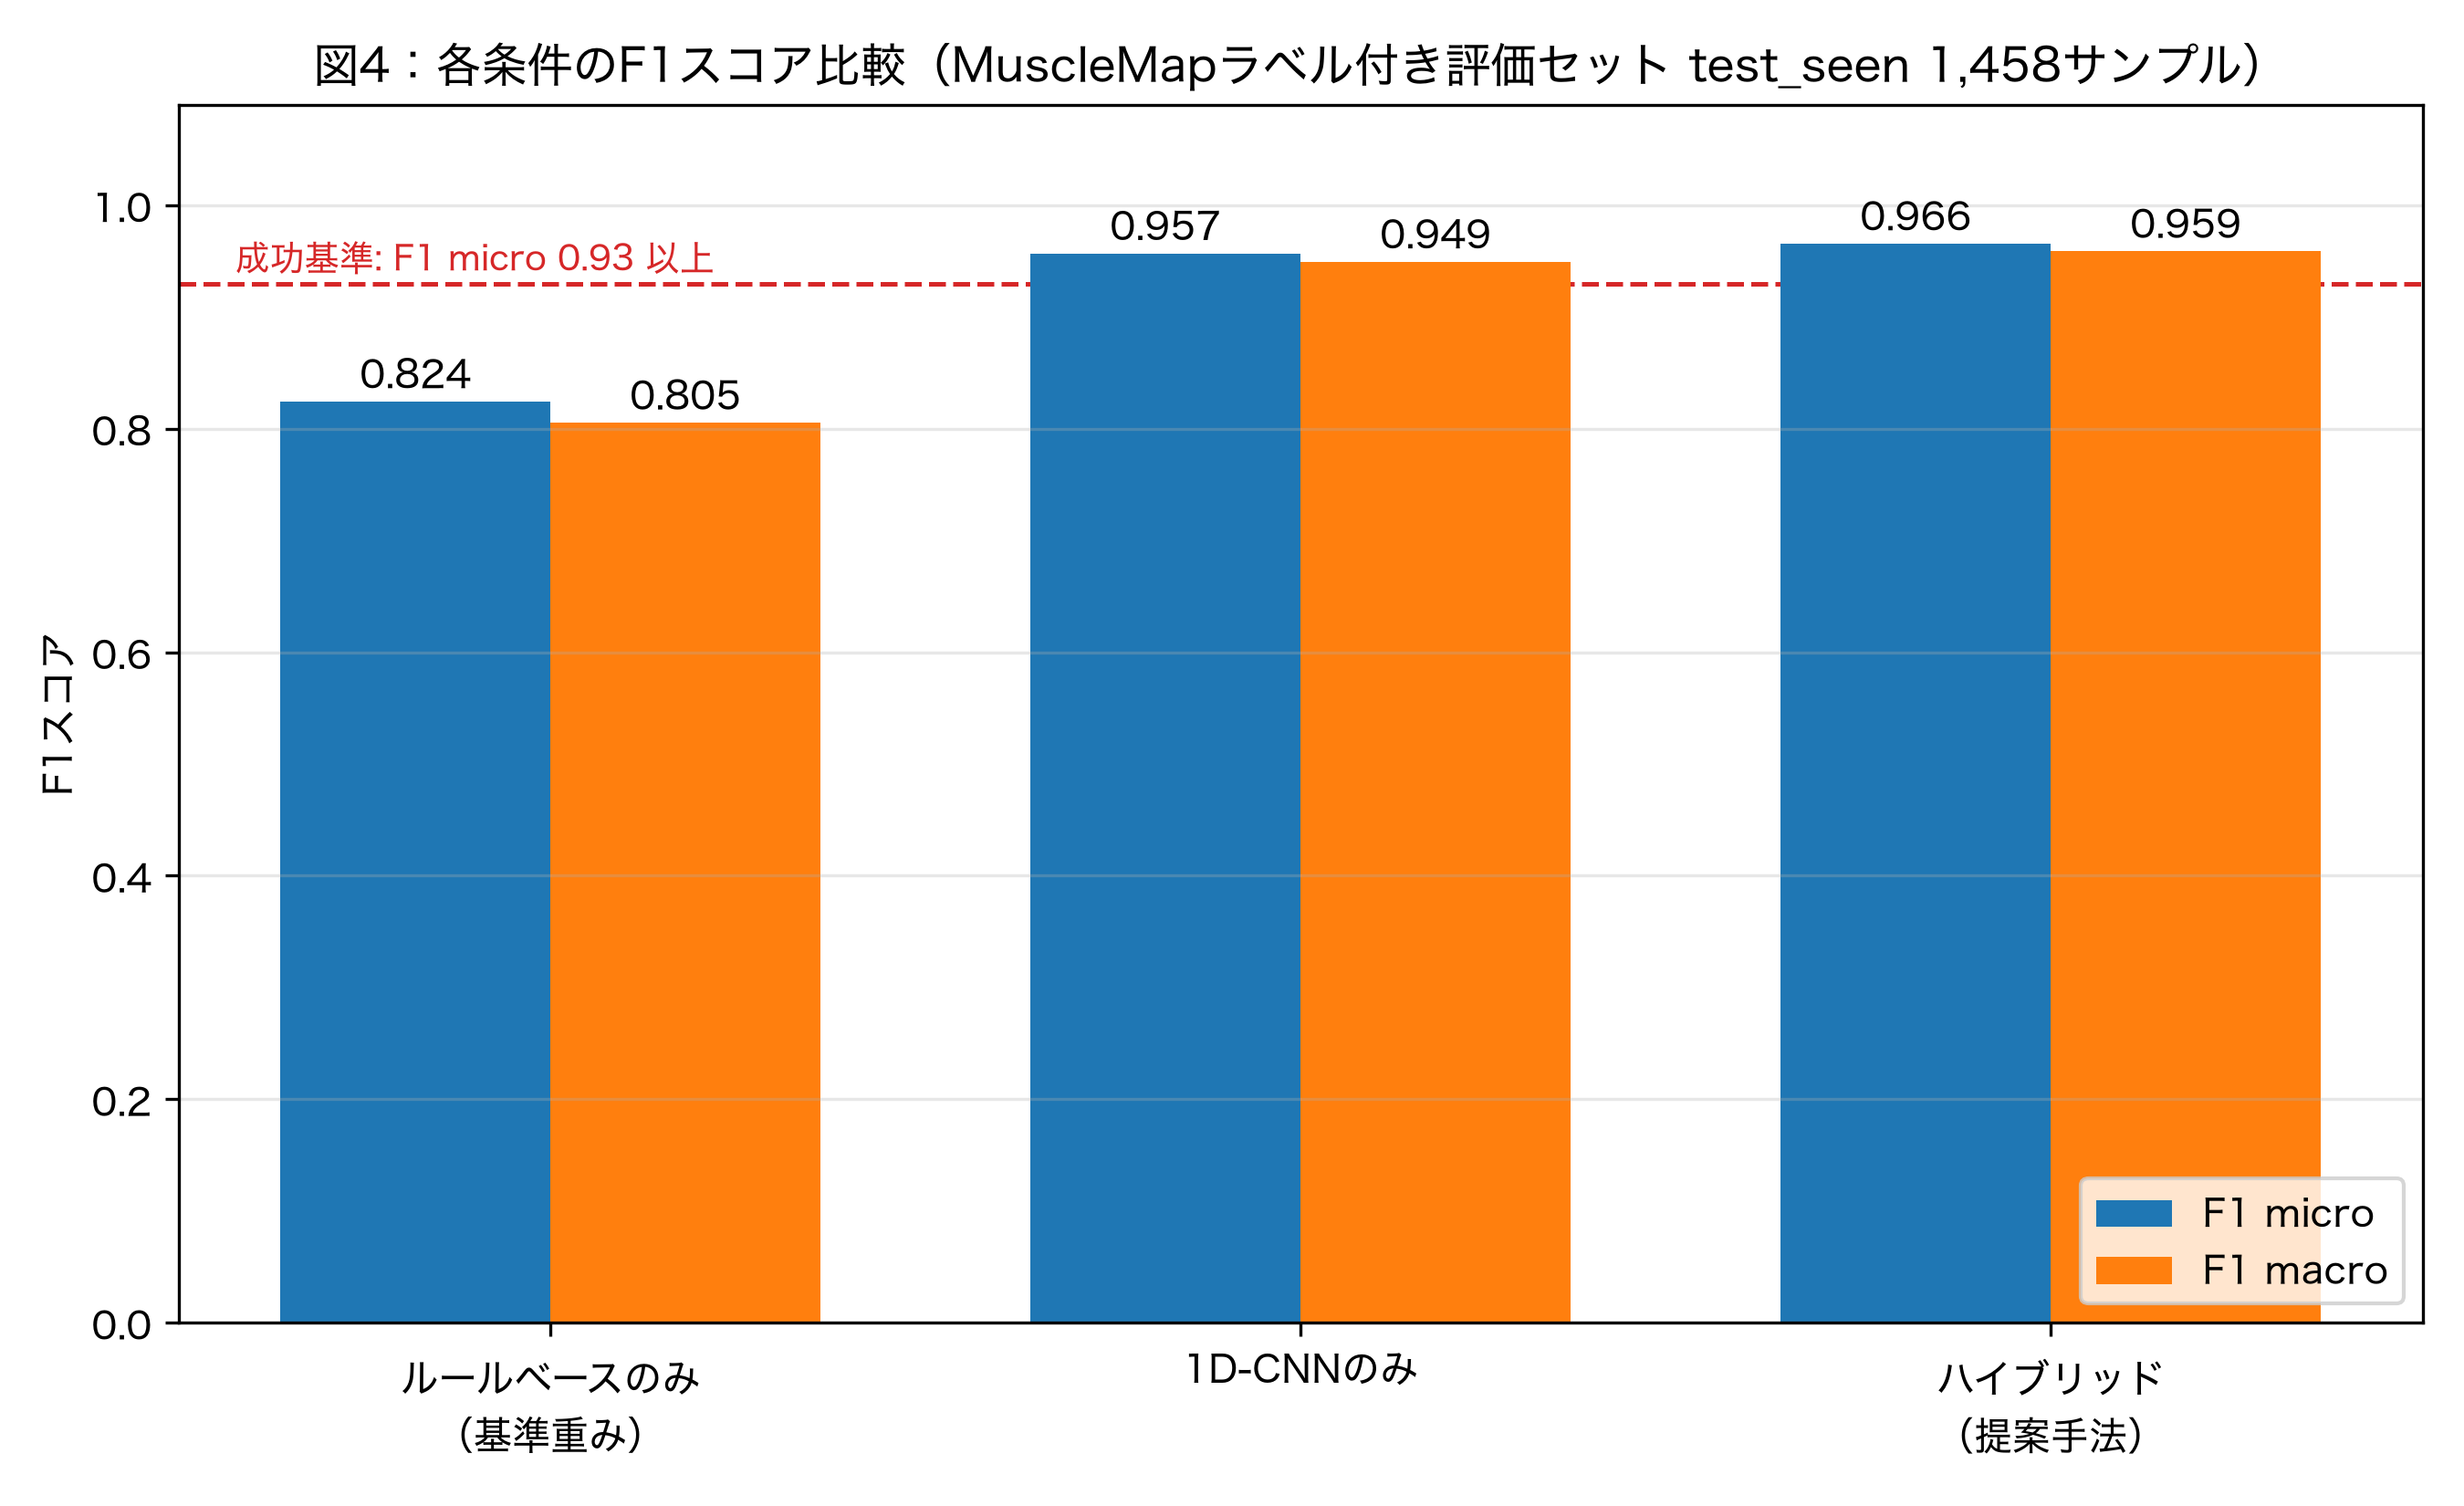 図4：各条件のF1スコア比較（MuscleMapラベル付き評価セット test_seen 1,458サンプル）
F1スコア
1.0
0.8
0.6
0.4
0.2
0.0
成功基準: F1 micro 0.93 以上
0.824
0.805
0.957
0.949
0.966
0.959
F1 micro
F1 macro
ルールベースのみ
（基準重み）
1D-CNNのみ
ハイブリッド
（提案手法）